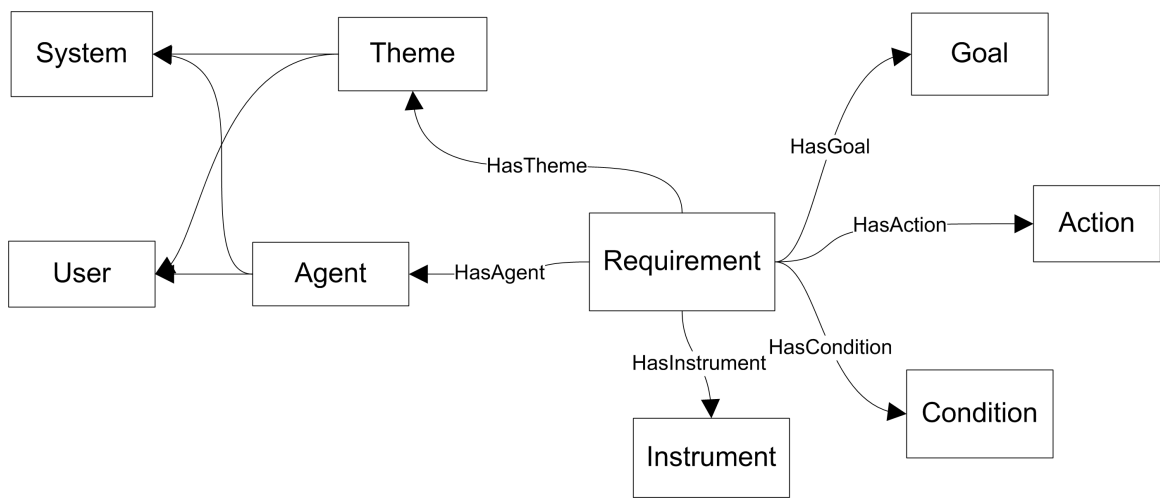 System
Theme
Goal
HasGoal
HasTheme
HasAction
Action
Requirement
User
Agent
HasAgent
HasCondition
HasInstrument
Condition
Instrument